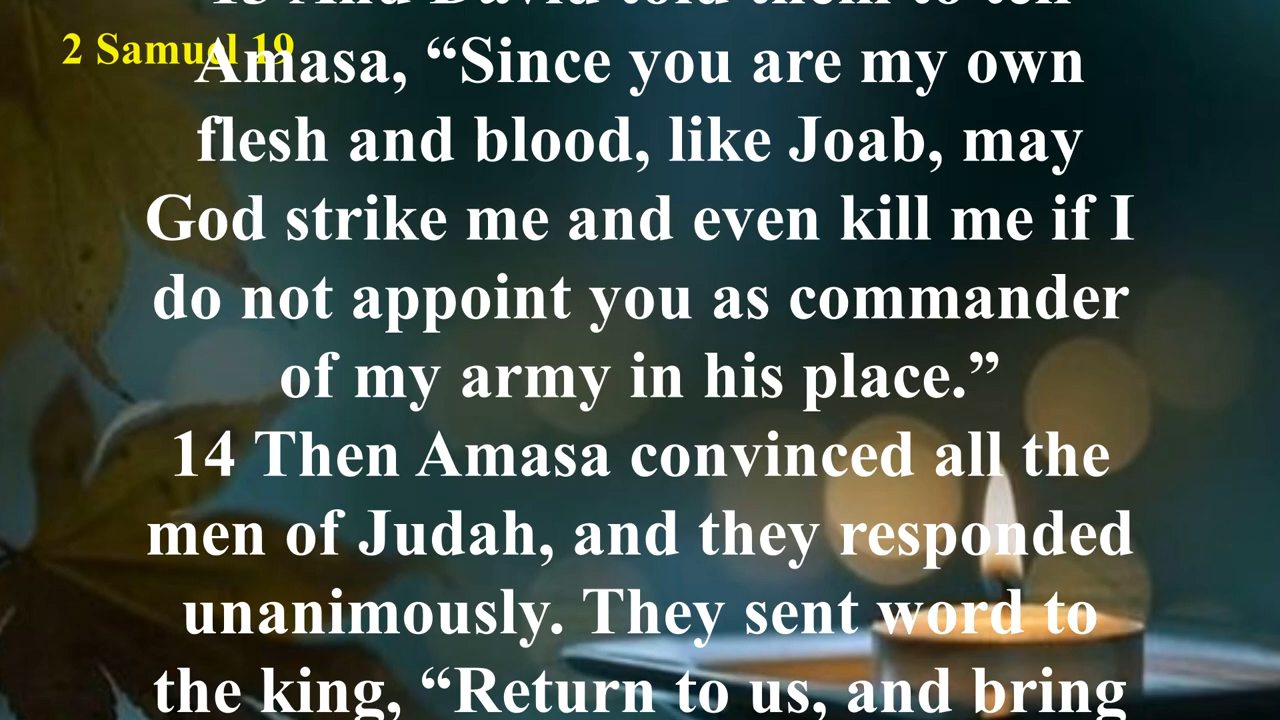 13 And David told them to tell
2 Samuel 19
Amasa, “Since you are my own
flesh and blood, like Joab, may
God strike me and even kill me if I
do not appoint you as commander
of my army in his place.”
14 Then Amasa convinced all the
men of Judah, and they responded
unanimously. They sent word to
the king, “Return to us, and bring